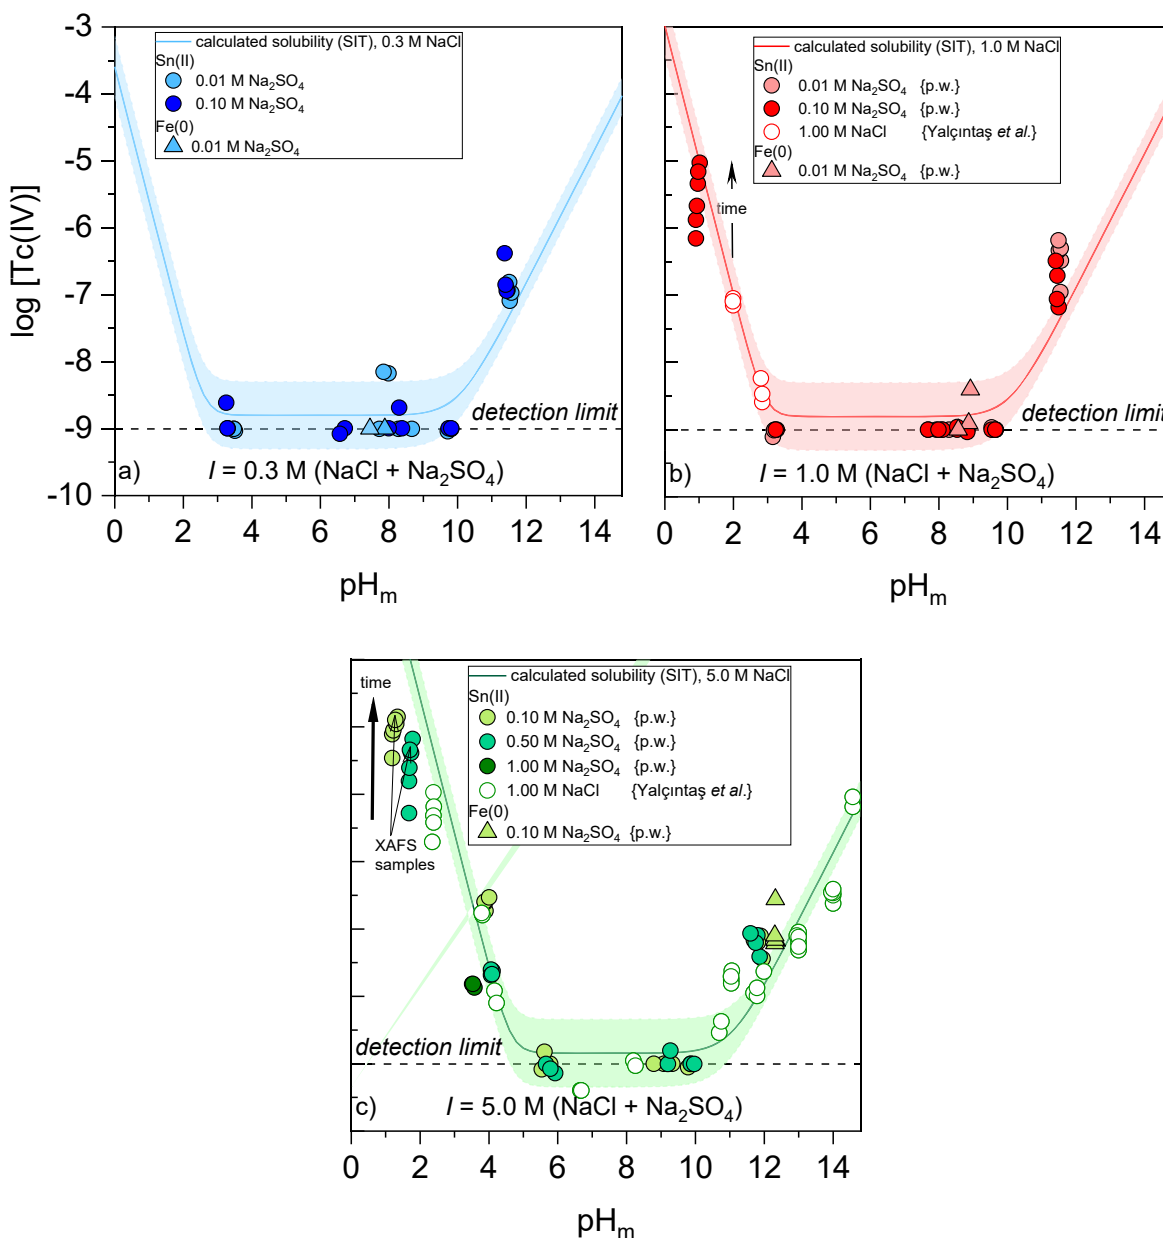 -3
-4
-5
-6
-7
-8
-9
-10
log [Tc(IV)]
calculated solubility (SIT), 0.3 M NaCl
Sn(II)
0.01 M Na₂SO₄
0.10 M Na₂SO₄
Fe(0)
0.01 M Na₂SO₄
detection limit
a)
I = 0.3 M (NaCl + Na₂SO₄)
0 2 4 6 8 10 12 14
pHₘ
calculated solubility (SIT), 1.0 M NaCl
Sn(II)
0.01 M Na₂SO₄ {p.w.}
0.10 M Na₂SO₄ {p.w.}
1.00 M NaCl {Yalçıntaş et al.}
Fe(0)
0.01 M Na₂SO₄ {p.w.}
time
detection limit
b)
I = 1.0 M (NaCl + Na₂SO₄)
0 2 4 6 8 10 12 14
pHₘ
time
calculated solubility (SIT), 5.0 M NaCl
Sn(II)
0.10 M Na₂SO₄ {p.w.}
0.50 M Na₂SO₄ {p.w.}
1.00 M Na₂SO₄ {p.w.}
1.00 M NaCl {Yalçıntaş et al.}
Fe(0)
0.10 M Na₂SO₄ {p.w.}
XAFS
samples
detection limit
c)
I = 5.0 M (NaCl + Na₂SO₄)
0 2 4 6 8 10 12 14
pHₘ